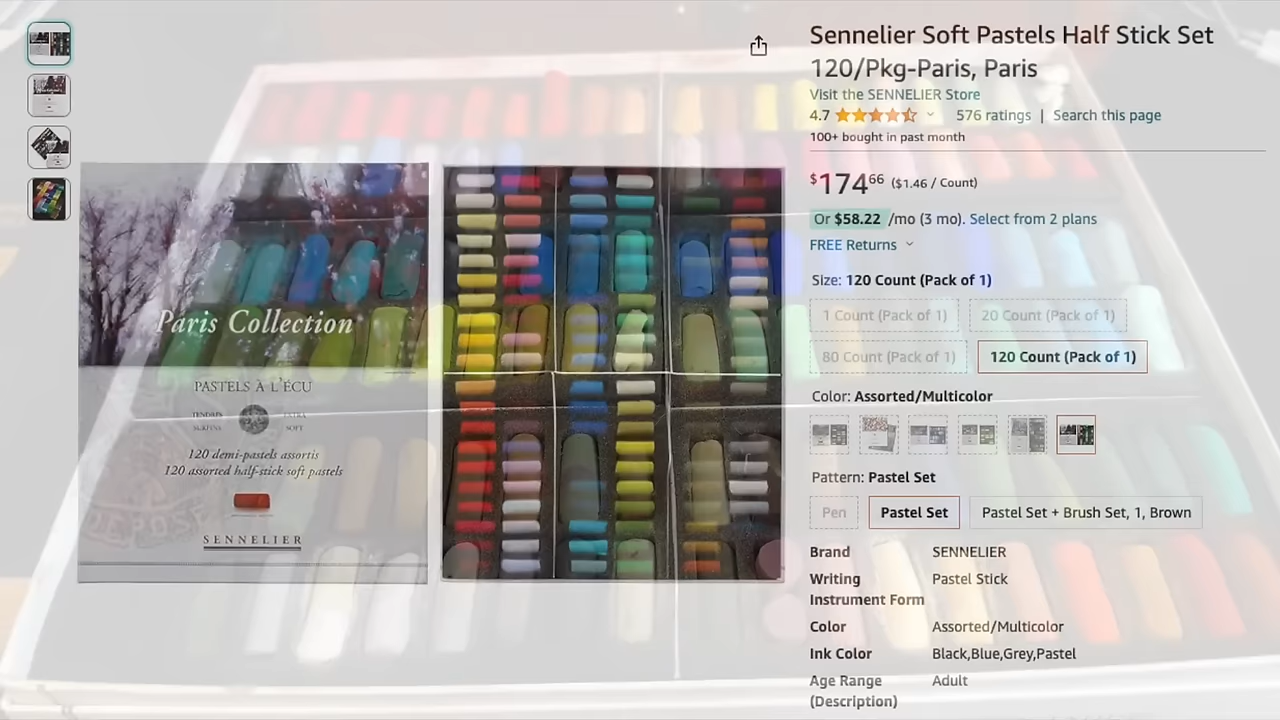 Sennelier Soft Pastels Half Stick Set
120/Pkg-Paris, Paris
Visit the SENNELIER Store
4.7
576 ratings | Search this page
100+ bought in past month
$174.66 ($1.46 / Count)
Or $58.22 /mo (3 mo). Select from 2 plans
FREE Returns
Size: 120 Count (Pack of 1)
1 Count (Pack of 1)
20 Count (Pack of 1)
80 Count (Pack of 1)
120 Count (Pack of 1)
Color: Assorted/Multicolor
Pattern: Pastel Set
Pen
Pastel Set
Pastel Set + Brush Set, 1, Brown
Brand SENNELIER
Writing Pastel Stick
Instrument Form
Color Assorted/Multicolor
Ink Color Black,Blue,Grey,Pastel
Age Range Adult
(Description)
Paris Collection
PASTELS À L'ÉCU
TENDRES
EXTRA
SOFT
120 demi-pastels assortis
120 assorted half-stick soft pastels
SENNELIER